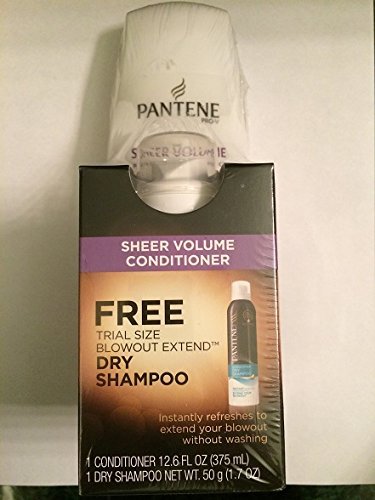 PANTENE
PRO-V
SHEER VOLUME
SHEER VOLUME
CONDITIONER
FREE
TRIAL SIZE
BLOWOUT EXTEND™
DRY
SHAMPOO
PANTENE
Instantly refreshes to
extend your blowout
without washing
1 CONDITIONER 12.6 FL OZ (375 mL)
1 DRY SHAMPOO NET WT. 50 g (1.7 OZ)